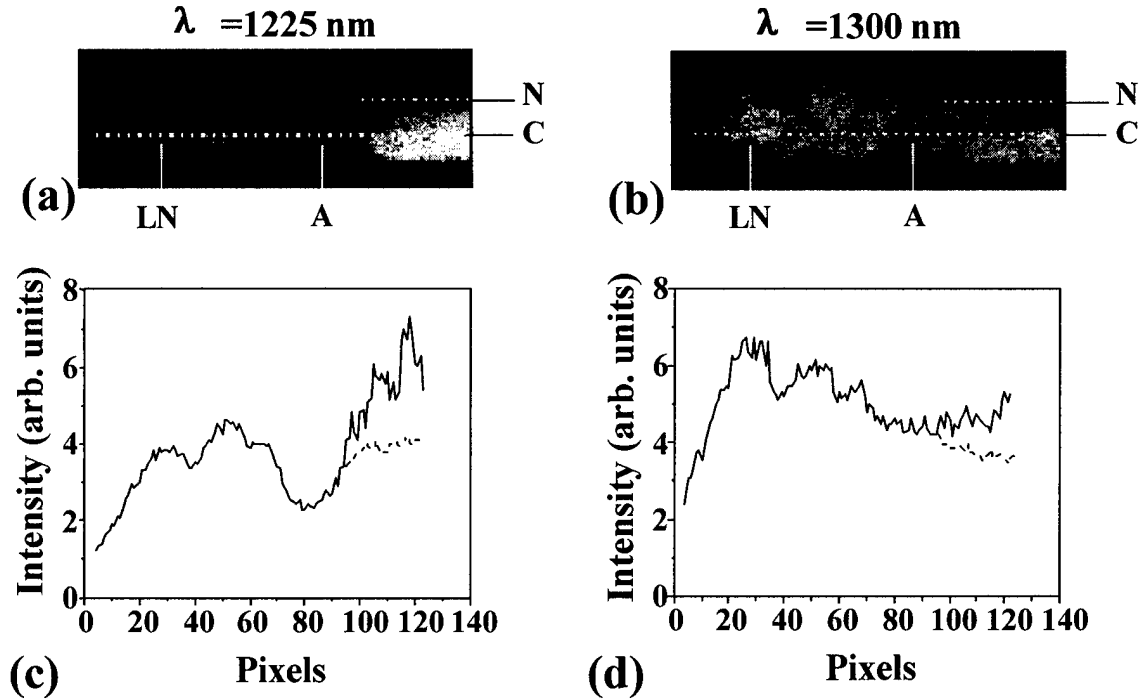 λ =1225 nm
N
C
(a)
LN
A
λ =1300 nm
N
C
(b)
LN
A
8
6
4
2
0
Intensity (arb. units)
0 20 40 60 80 100 120 140
(c)
Pixels
8
6
4
2
0
Intensity (arb. units)
0 20 40 60 80 100 120 140
(d)
Pixels